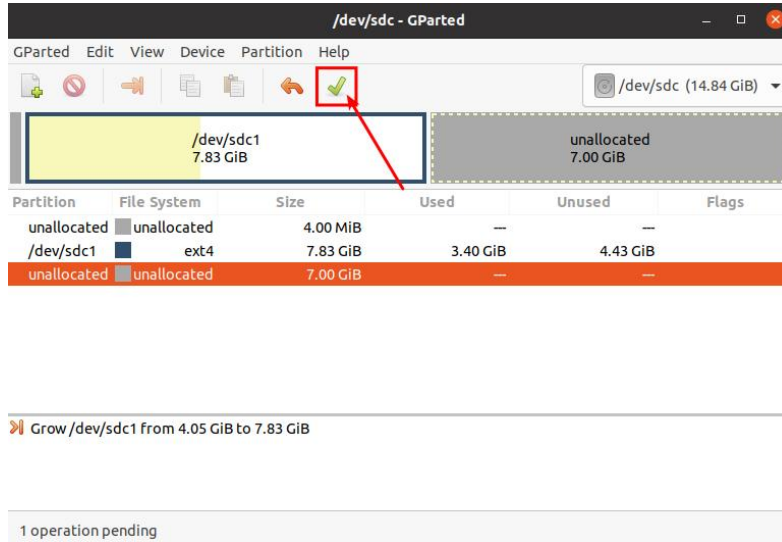 /dev/sdc - GParted
GParted Edit View Device Partition Help
/dev/sdc (14.84 GiB)
/dev/sdc1
7.83 GiB
unallocated
7.00 GiB
Partition File System Size Used Unused Flags
unallocated unallocated 4.00 MiB — —
/dev/sdc1 ext4 7.83 GiB 3.40 GiB 4.43 GiB
unallocated unallocated 7.00 GiB — —
Grow /dev/sdc1 from 4.05 GiB to 7.83 GiB
1 operation pending